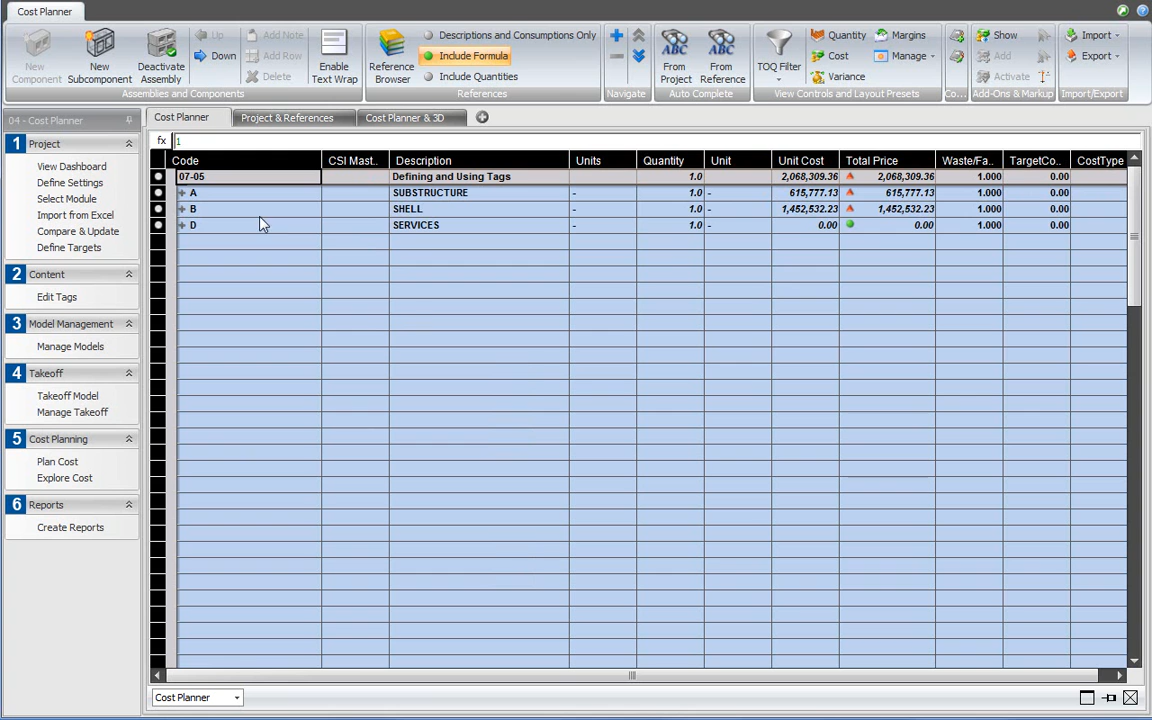 Cost Planner
New Component
New Subcomponent
Deactivate Assembly
Up
Down
Add Note
Add Row
Delete
Enable Text Wrap
Assemblies and Components
Reference Browser
Descriptions and Consumptions Only
Include Formula
Include Quantities
References
Navigate
From Project
From Reference
Auto Complete
TOQ Filter
Quantity
Cost
Variance
Margins
Manage
View Controls and Layout Presets
Co...
Show
Add
Activate
Add-Ons & Markup
Import
Export
Import/Export
04 - Cost Planner
1 Project
View Dashboard
Define Settings
Select Module
Import from Excel
Compare & Update
Define Targets
2 Content
Edit Tags
3 Model Management
Manage Models
4 Takeoff
Takeoff Model
Manage Takeoff
5 Cost Planning
Plan Cost
Explore Cost
6 Reports
Create Reports
Cost Planner Project & References Cost Planner & 3D
fx 1
Code CSI Mast.. Description Units Quantity Unit Unit Cost Total Price Waste/Fa... TargetCo... CostType
07-05 Defining and Using Tags 1.0 2,068,309.36 2,068,309.36 1.000 0.00
A SUBSTRUCTURE - 1.0 - 615,777.13 615,777.13 1.000 0.00
B SHELL - 1.0 - 1,452,532.23 1,452,532.23 1.000 0.00
D SERVICES - 1.0 - 0.00 0.00 1.000 0.00
Cost Planner